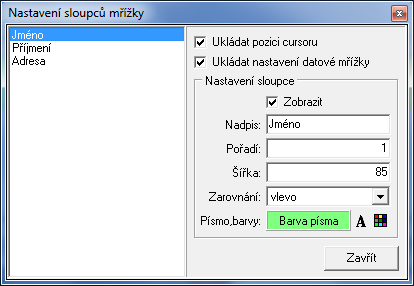 Nastavení sloupců mřížky
Jméno
Příjmení
Adresa
Ukládat pozici cursoru
Ukládat nastavení datové mřížky
Nastavení sloupce
Zobrazit
Nadpis: Jméno
Pořadí: 1
Šířka: 85
Zarovnání: vlevo
Písmo,barvy: Barva písma A
Zavřít